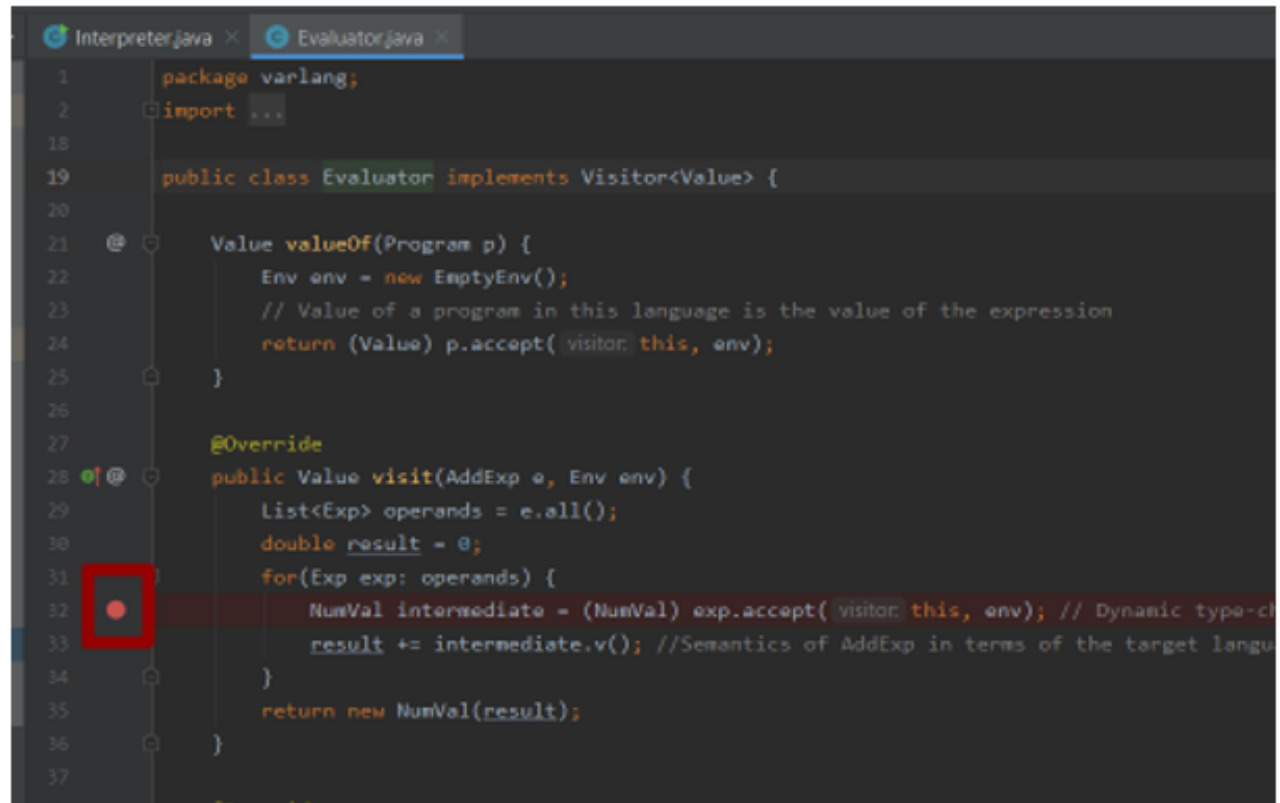 Interpreter.java × Evaluator.java ×
1 package varlang;
2 import ...
18
19 public class Evaluator implements Visitor<Value> {
20
21 @ Value valueOf(Program p) {
22 Env env = new EmptyEnv();
23 // Value of a program in this language is the value of the expression
24 return (Value) p.accept( visitor: this, env);
25 }
26
27 @Override
28 @ public Value visit(AddExp e, Env env) {
29 List<Exp> operands = e.all();
30 double result = 0;
31 for(Exp exp: operands) {
32 NumVal intermediate = (NumVal) exp.accept( visitor: this, env); // Dynamic type-ch
33 result += intermediate.v(); //Semantics of AddExp in terms of the target langu
34 }
35 return new NumVal(result);
36 }
37